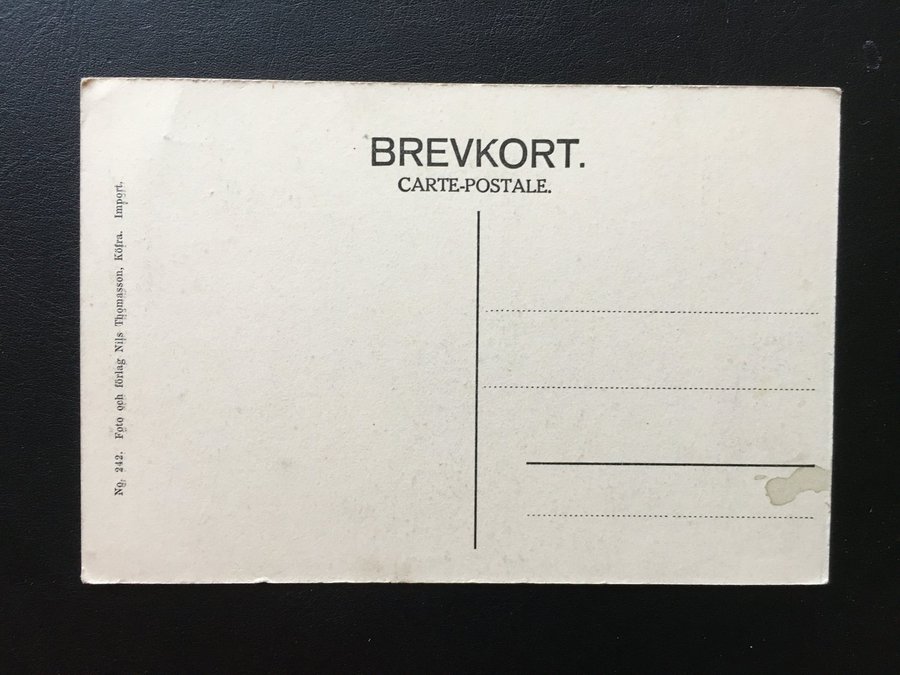 BREVKORT.
CARTE-POSTALE.
No. 242. Foto och förlag Nils Thomasson, Köfra. Import.